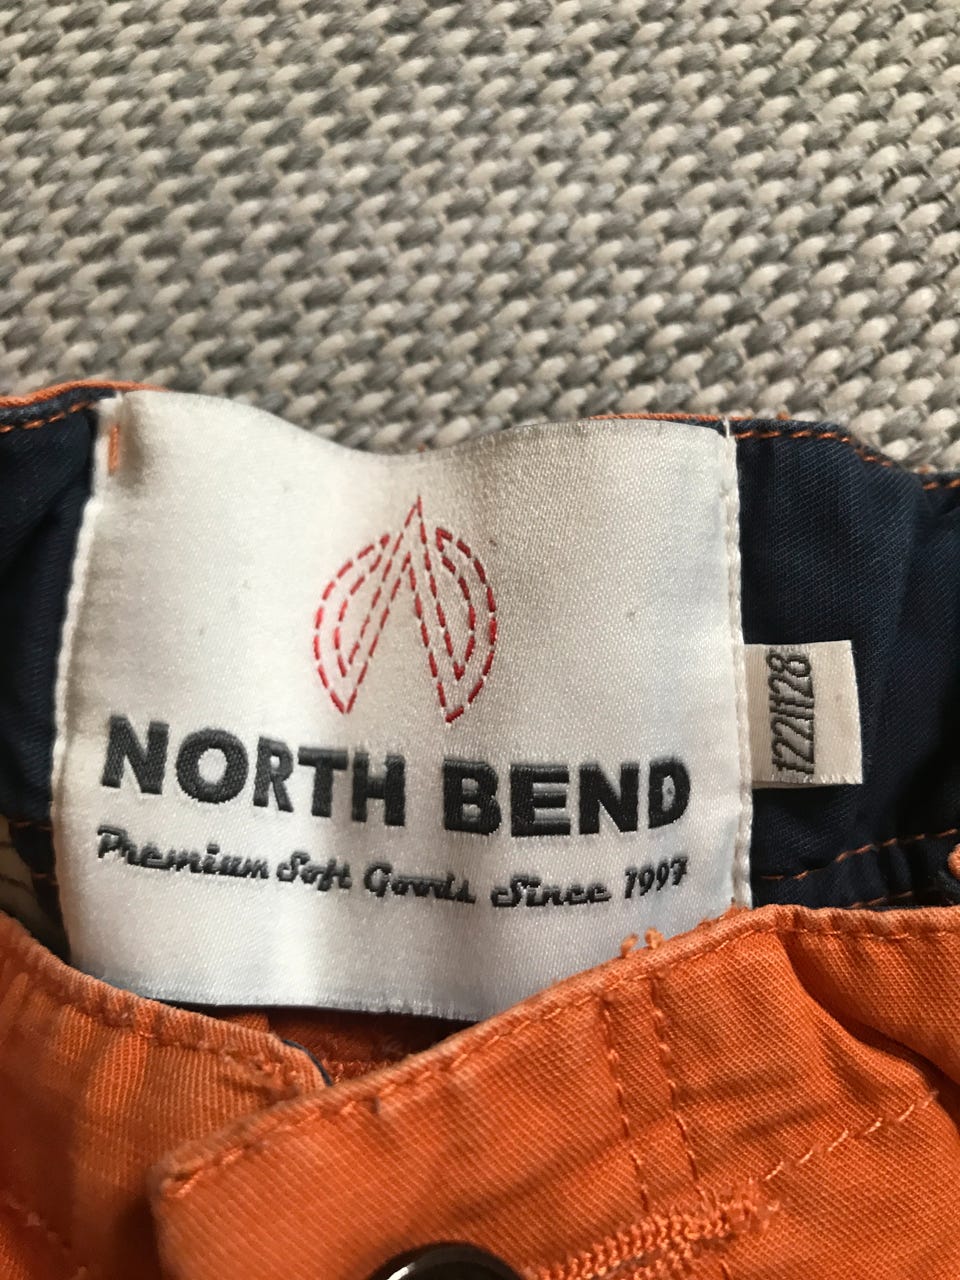 NORTH BEND
Premium Soft Goods Since 1997
122/128